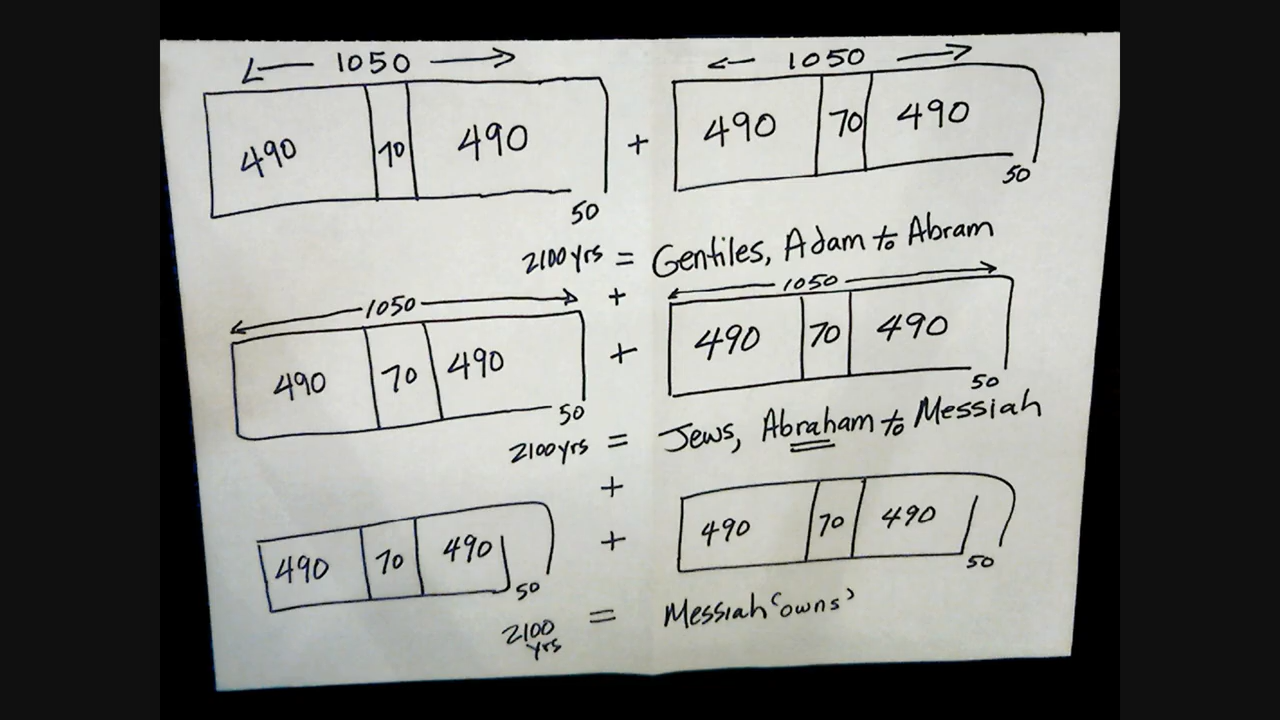 1050 1050
490 70 490 + 490 70 490
50 50
2100 yrs = Gentiles, Adam to Abram
+
1050 1050
490 70 490 + 490 70 490
50 50
2100 yrs = Jews, Abraham to Messiah
+
490 70 490 + 490 70 490
50 50
2100 yrs = Messiah 'owns'